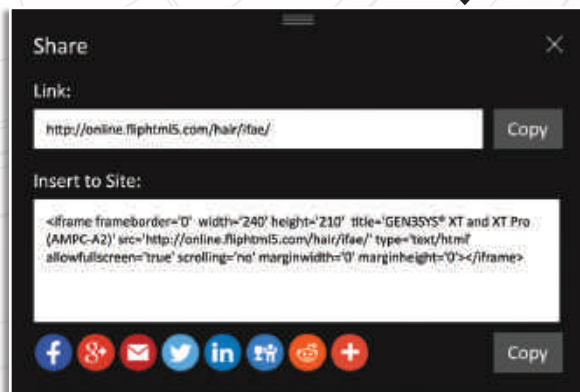 Share
Link:
http://online.fliphtml5.com/hair/ifae/
Copy
Insert to Site:
<iframe frameborder='0' width='240' height='210' title='GEN3SYS® XT and XT Pro
(AMPC-A2)' src='http://online.fliphtml5.com/hair/ifae/' type='text/html'
allowfullscreen='true' scrolling='no' marginwidth='0' marginheight='0'></iframe>
Copy